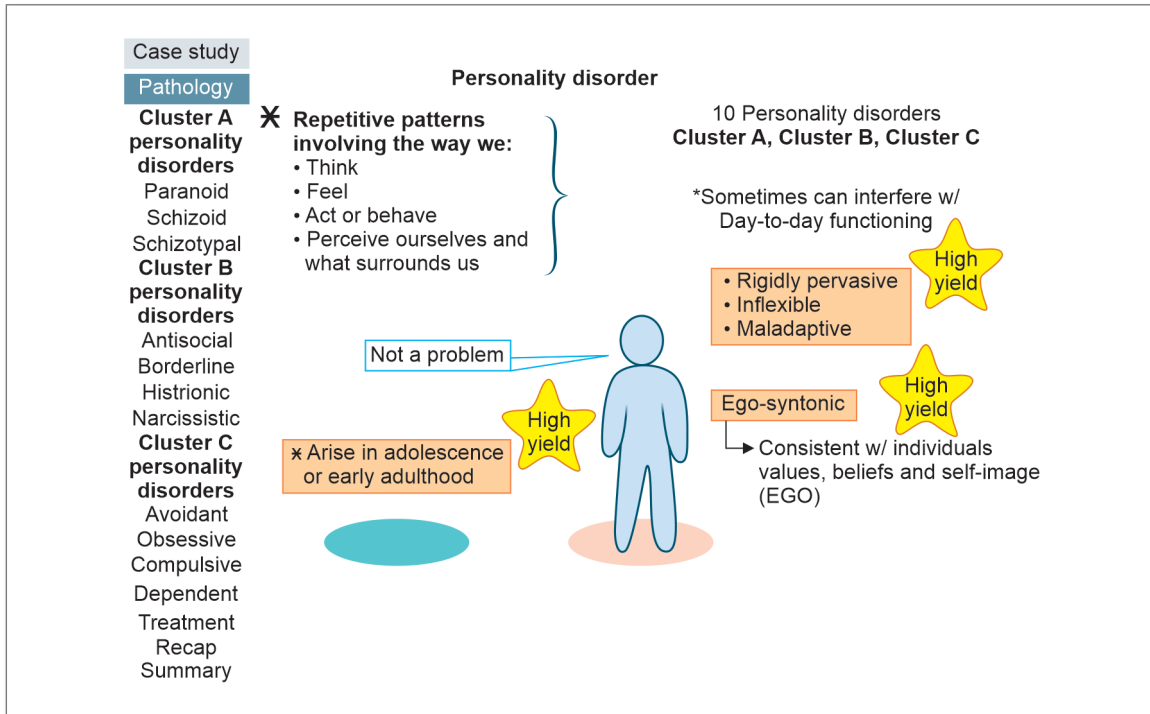 Case study
Pathology
Cluster A
personality
disorders
Paranoid
Schizoid
Schizotypal
Cluster B
personality
disorders
Antisocial
Borderline
Histrionic
Narcissistic
Cluster C
personality
disorders
Avoidant
Obsessive
Compulsive
Dependent
Treatment
Recap
Summary
Personality disorder
* Repetitive patterns
involving the way we:
• Think
• Feel
• Act or behave
• Perceive ourselves and
what surrounds us
10 Personality disorders
Cluster A, Cluster B, Cluster C
*Sometimes can interfere w/
Day-to-day functioning
High
yield
• Rigidly pervasive
• Inflexible
• Maladaptive
Not a problem
High
yield
* Arise in adolescence
or early adulthood
High
yield
Ego-syntonic
Consistent w/ individuals
values, beliefs and self-image
(EGO)